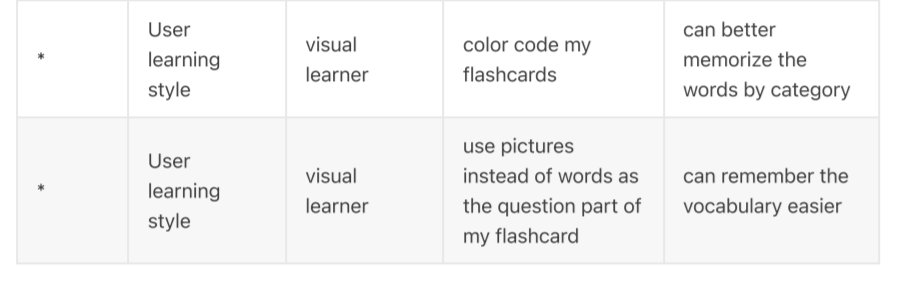 * User learning style visual learner color code my flashcards can better memorize the words by category
* User learning style visual learner use pictures instead of words as the question part of my flashcard can remember the vocabulary easier